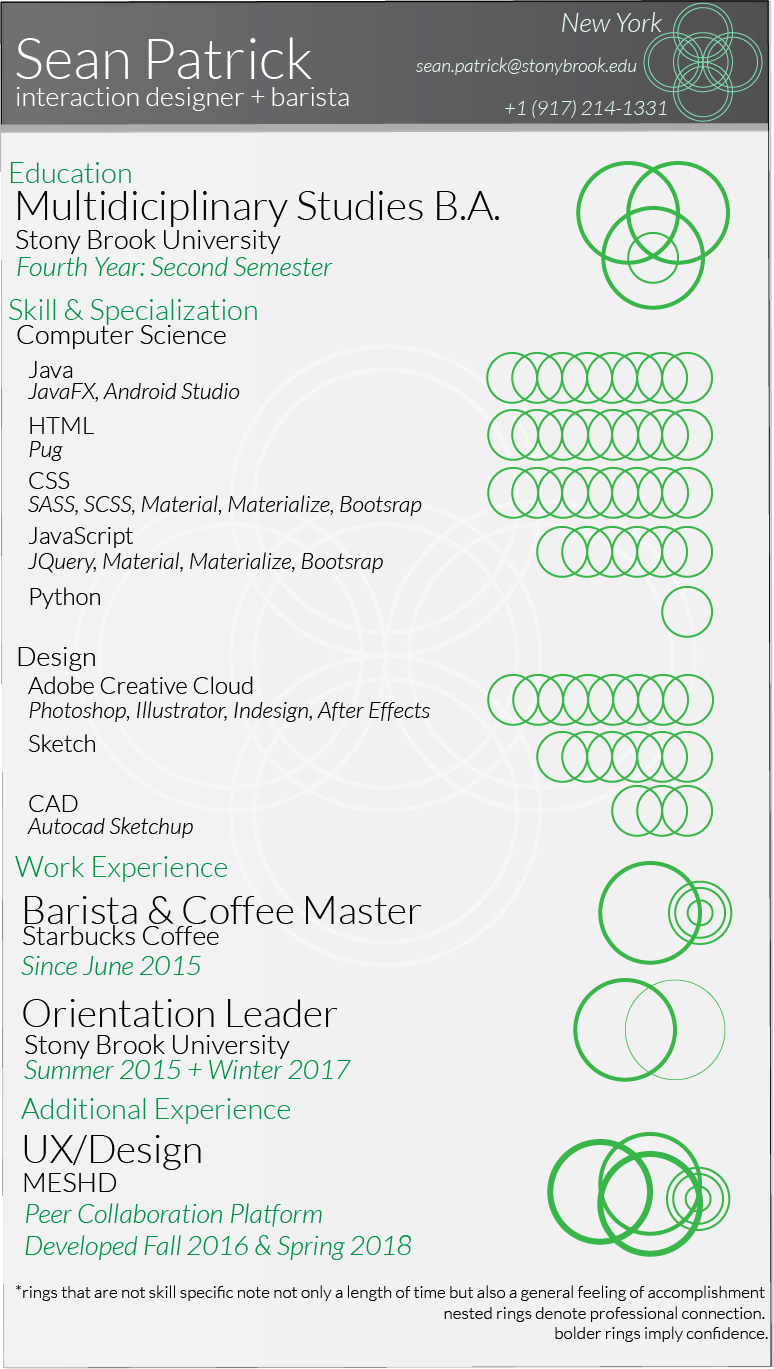 Sean Patrick
interaction designer + barista
New York
sean.patrick@stonybrook.edu
+1 (917) 214-1331
Education
Multidiciplinary Studies B.A.
Stony Brook University
Fourth Year: Second Semester
Skill & Specialization
Computer Science
Java
JavaFX, Android Studio
HTML
Pug
CSS
SASS, SCSS, Material, Materialize, Bootsrap
JavaScript
JQuery, Material, Materialize, Bootsrap
Python
Design
Adobe Creative Cloud
Photoshop, Illustrator, Indesign, After Effects
Sketch
CAD
Autocad Sketchup
Work Experience
Barista & Coffee Master
Starbucks Coffee
Since June 2015
Orientation Leader
Stony Brook University
Summer 2015 + Winter 2017
Additional Experience
UX/Design
MESHD
Peer Collaboration Platform
Developed Fall 2016 & Spring 2018
*rings that are not skill specific note not only a length of time but also a general feeling of accomplishment
nested rings denote professional connection.
bolder rings imply confidence.